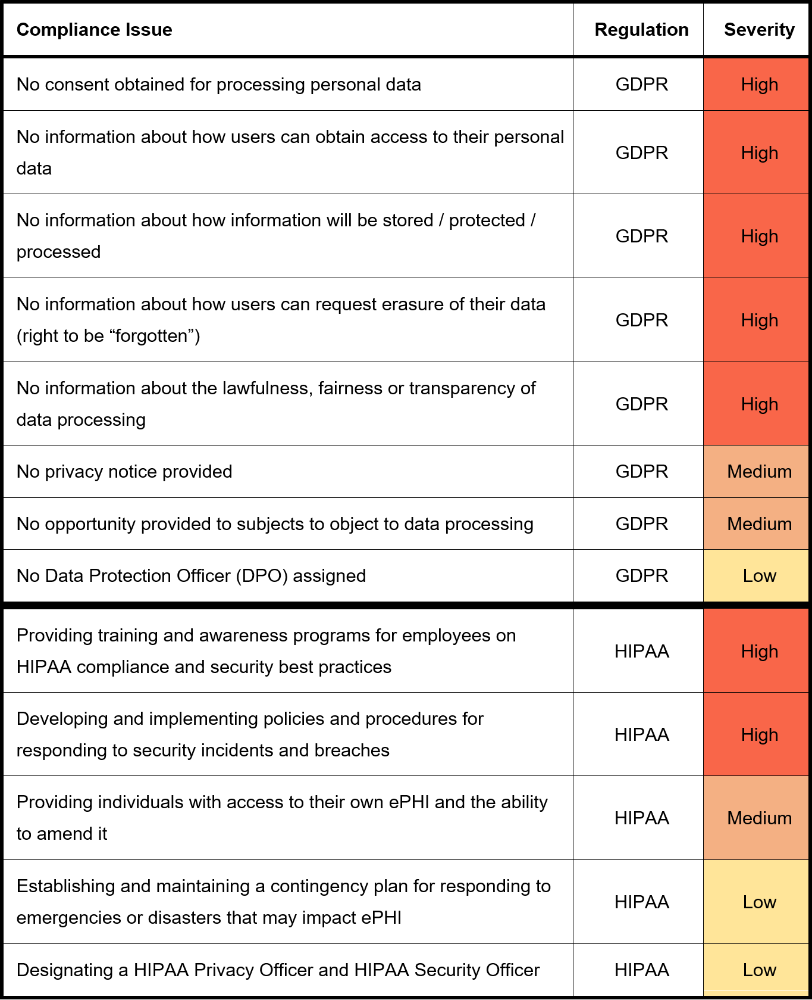 Compliance Issue Regulation Severity
No consent obtained for processing personal data GDPR High
No information about how users can obtain access to their personal
data GDPR High
No information about how information will be stored / protected /
processed GDPR High
No information about how users can request erasure of their data
(right to be “forgotten”) GDPR High
No information about the lawfulness, fairness or transparency of
data processing GDPR High
No privacy notice provided GDPR Medium
No opportunity provided to subjects to object to data processing GDPR Medium
No Data Protection Officer (DPO) assigned GDPR Low
Providing training and awareness programs for employees on
HIPAA compliance and security best practices HIPAA High
Developing and implementing policies and procedures for
responding to security incidents and breaches HIPAA High
Providing individuals with access to their own ePHI and the ability
to amend it HIPAA Medium
Establishing and maintaining a contingency plan for responding to
emergencies or disasters that may impact ePHI HIPAA Low
Designating a HIPAA Privacy Officer and HIPAA Security Officer HIPAA Low